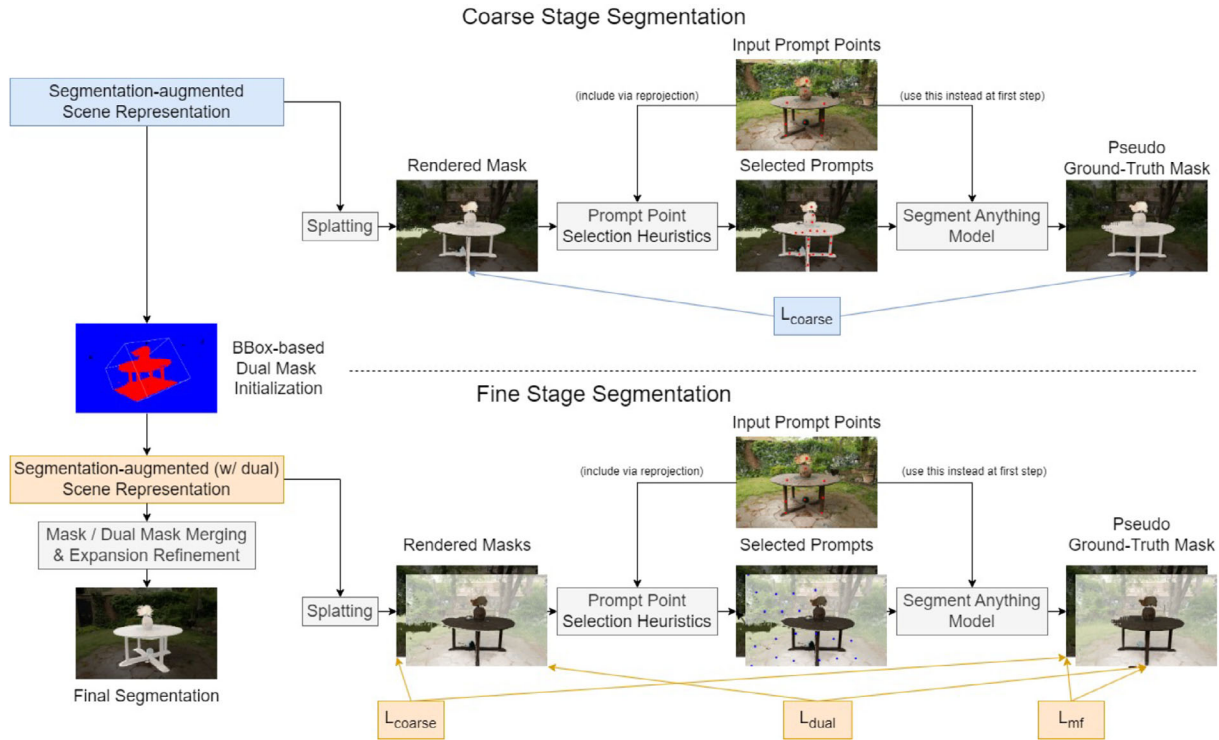 Coarse Stage Segmentation
Input Prompt Points
Segmentation-augmented
Scene Representation
(include via reprojection)
(use this instead at first step)
Rendered Mask
Selected Prompts
Pseudo
Ground-Truth Mask
Splatting
Prompt Point
Selection Heuristics
Segment Anything
Model
Lcoarse
BBox-based
Dual Mask
Initialization
Fine Stage Segmentation
Input Prompt Points
Segmentation-augmented (w/ dual)
Scene Representation
(include via reprojection)
(use this instead at first step)
Mask / Dual Mask Merging
& Expansion Refinement
Rendered Masks
Selected Prompts
Pseudo
Ground-Truth Mask
Splatting
Prompt Point
Selection Heuristics
Segment Anything
Model
Final Segmentation
Lcoarse
Ldual
Lmf